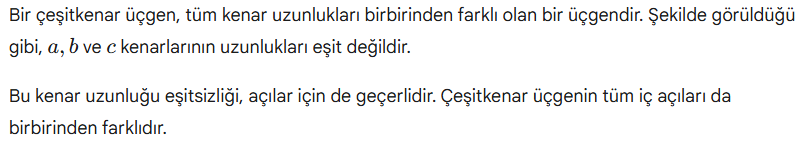 Bir çeşitkenar üçgen, tüm kenar uzunlukları birbirinden farklı olan bir üçgendir. Şekilde görüldüğü
gibi, a, b ve c kenarlarının uzunlukları eşit değildir.
Bu kenar uzunluğu eşitsizliği, açılar için de geçerlidir. Çeşitkenar üçgenin tüm iç açıları da
birbirinden farklıdır.